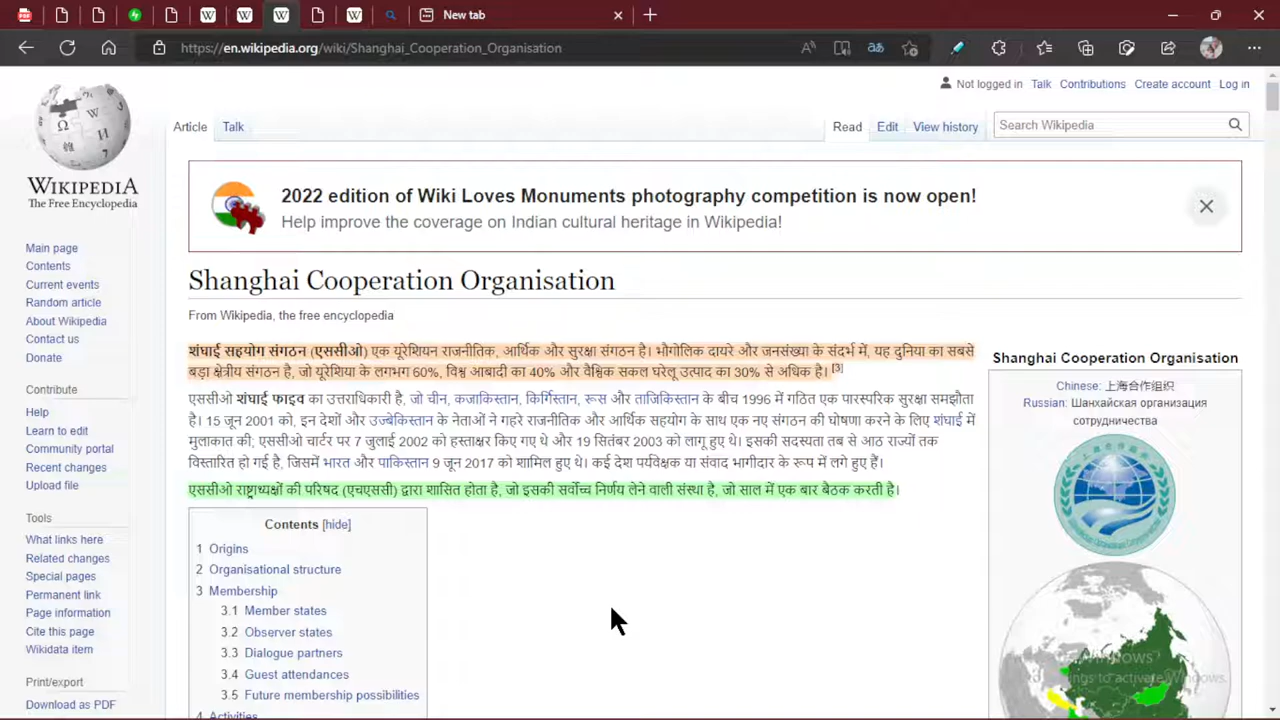 New tab
https://en.wikipedia.org/wiki/Shanghai_Cooperation_Organisation
Not logged in Talk Contributions Create account Log in
Article Talk Read Edit View history Search Wikipedia
WIKIPEDIA
The Free Encyclopedia
2022 edition of Wiki Loves Monuments photography competition is now open!
Help improve the coverage on Indian cultural heritage in Wikipedia!
Main page
Contents
Current events
Random article
About Wikipedia
Contact us
Donate
Contribute
Help
Learn to edit
Community portal
Recent changes
Upload file
Tools
What links here
Related changes
Special pages
Permanent link
Page information
Cite this page
Wikidata item
Print/export
Download as PDF
Shanghai Cooperation Organisation
From Wikipedia, the free encyclopedia
शंघाई सहयोग संगठन (एससीओ) एक यूरेशियन राजनीतिक, आर्थिक और सुरक्षा संगठन है। भौगोलिक दायरे और जनसंख्या के संदर्भ में, यह दुनिया का सबसे
बड़ा क्षेत्रीय संगठन है, जो यूरेशिया के लगभग 60%, विश्व आबादी का 40% और वैश्विक सकल घरेलू उत्पाद का 30% से अधिक है। [3]
एससीओ शंघाई फाइव का उत्तराधिकारी है, जो चीन, कजाकिस्तान, किर्गिस्तान, रूस और ताजिकिस्तान के बीच 1996 में गठित एक पारस्परिक सुरक्षा समझौता
है। 15 जून 2001 को, इन देशों और उज्बेकिस्तान के नेताओं ने गहरे राजनीतिक और आर्थिक सहयोग के साथ एक नए संगठन की घोषणा करने के लिए शंघाई में
मुलाकात की; एससीओ चार्टर पर 7 जुलाई 2002 को हस्ताक्षर किए गए थे और 19 सितंबर 2003 को लागू हुए थे। इसकी सदस्यता तब से आठ राज्यों तक
विस्तारित हो गई है, जिसमें भारत और पाकिस्तान 9 जून 2017 को शामिल हुए थे। कई देश पर्यवेक्षक या संवाद भागीदार के रूप में लगे हुए हैं।
एससीओ राष्ट्राध्यक्षों की परिषद (एचएससी) द्वारा शासित होता है, जो इसकी सर्वोच्च निर्णय लेने वाली संस्था है, जो साल में एक बार बैठक करती है।
Contents [hide]
1 Origins
2 Organisational structure
3 Membership
3.1 Member states
3.2 Observer states
3.3 Dialogue partners
3.4 Guest attendances
3.5 Future membership possibilities
4 Activities
Shanghai Cooperation Organisation
Chinese: 上海合作组织
Russian: Шанхайская организация
сотрудничества